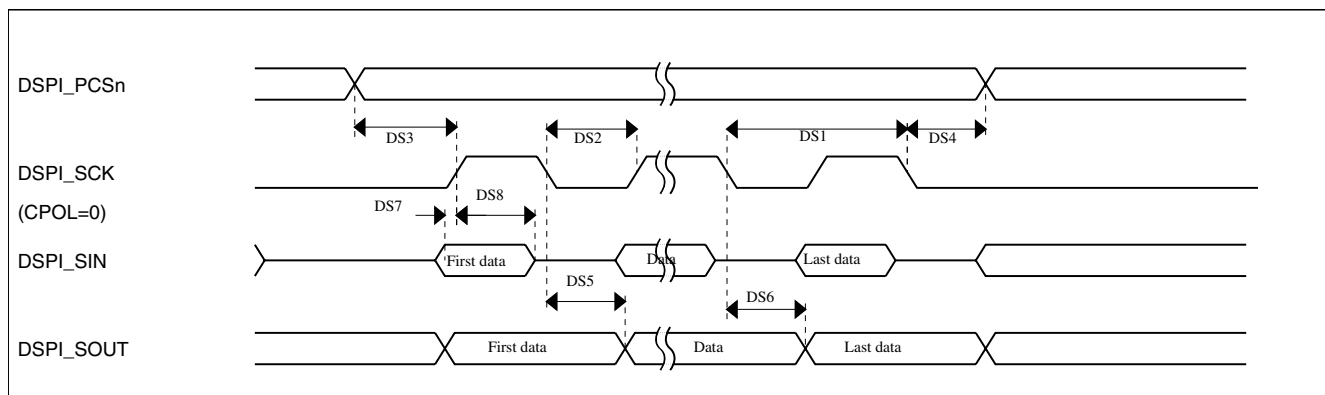 DSPI_PCSn
DS3
DS2
DS1
DS4
DSPI_SCK
(CPOL=0)
DS7
DS8
DSPI_SIN
First data
Data
Last data
DS5
DS6
DSPI_SOUT
First data
Data
Last data